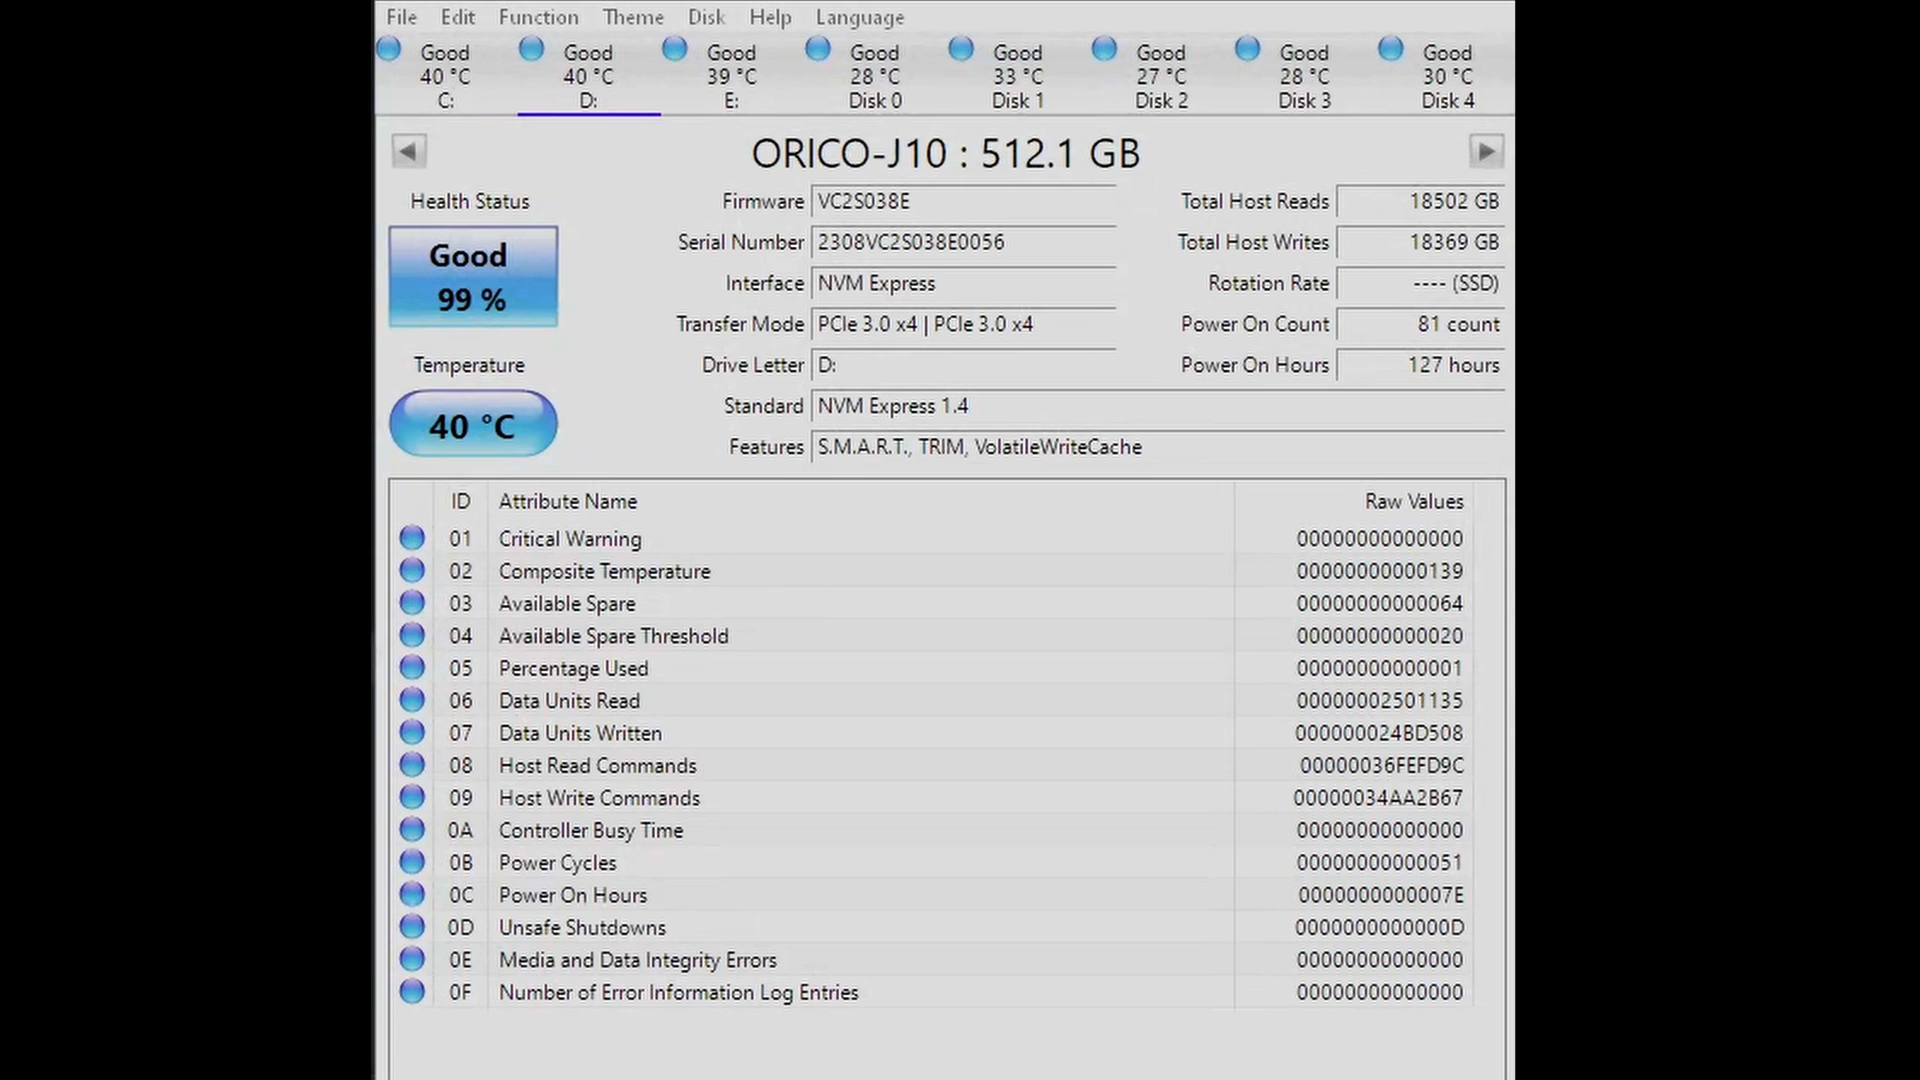 File Edit Function Theme Disk Help Language
Good Good Good Good Good Good Good Good
40 °C 40 °C 39 °C 28 °C 33 °C 27 °C 28 °C 30 °C
C: D: E: Disk 0 Disk 1 Disk 2 Disk 3 Disk 4
ORICO-J10 : 512.1 GB
Health Status
Good
99 %
Temperature
40 °C
Firmware VC2S038E
Serial Number 2308VC2S038E0056
Interface NVM Express
Transfer Mode PCIe 3.0 x4 | PCIe 3.0 x4
Drive Letter D:
Standard NVM Express 1.4
Features S.M.A.R.T., TRIM, VolatileWriteCache
Total Host Reads 18502 GB
Total Host Writes 18369 GB
Rotation Rate ---- (SSD)
Power On Count 81 count
Power On Hours 127 hours
ID Attribute Name Raw Values
01 Critical Warning 00000000000000
02 Composite Temperature 00000000000139
03 Available Spare 00000000000064
04 Available Spare Threshold 00000000000020
05 Percentage Used 00000000000001
06 Data Units Read 00000002501135
07 Data Units Written 000000024BD508
08 Host Read Commands 00000036FEFD9C
09 Host Write Commands 00000034AA2B67
0A Controller Busy Time 00000000000000
0B Power Cycles 00000000000051
0C Power On Hours 0000000000007E
0D Unsafe Shutdowns 0000000000000D
0E Media and Data Integrity Errors 00000000000000
0F Number of Error Information Log Entries 00000000000000